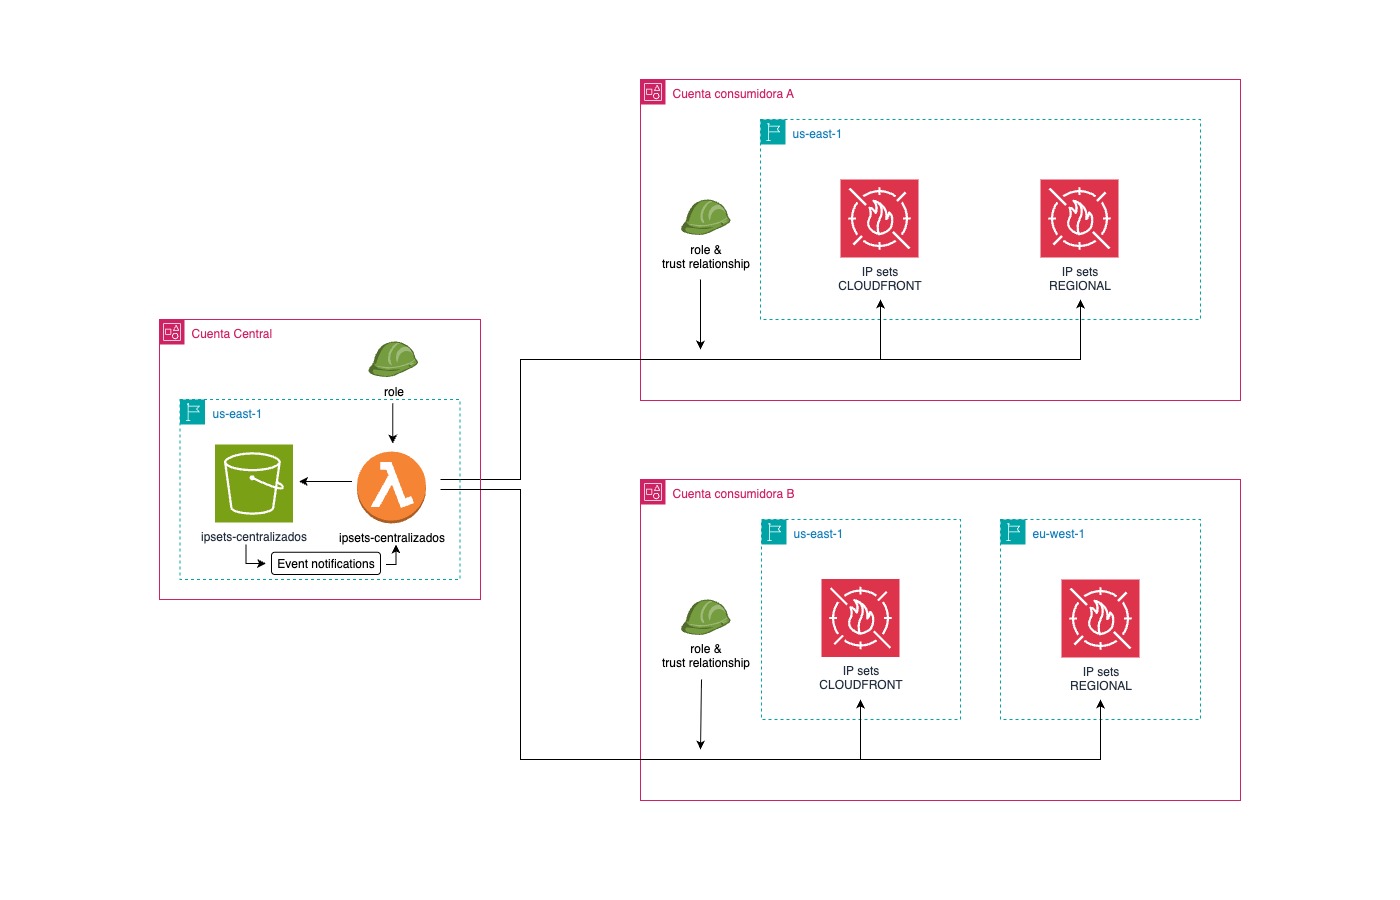 Cuenta consumidora A
us-east-1
role &
trust relationship
IP sets
CLOUDFRONT
IP sets
REGIONAL
Cuenta Central
role
us-east-1
ipsets-centralizados
ipsets-centralizados
Event notifications
Cuenta consumidora B
us-east-1
eu-west-1
role &
trust relationship
IP sets
CLOUDFRONT
IP sets
REGIONAL